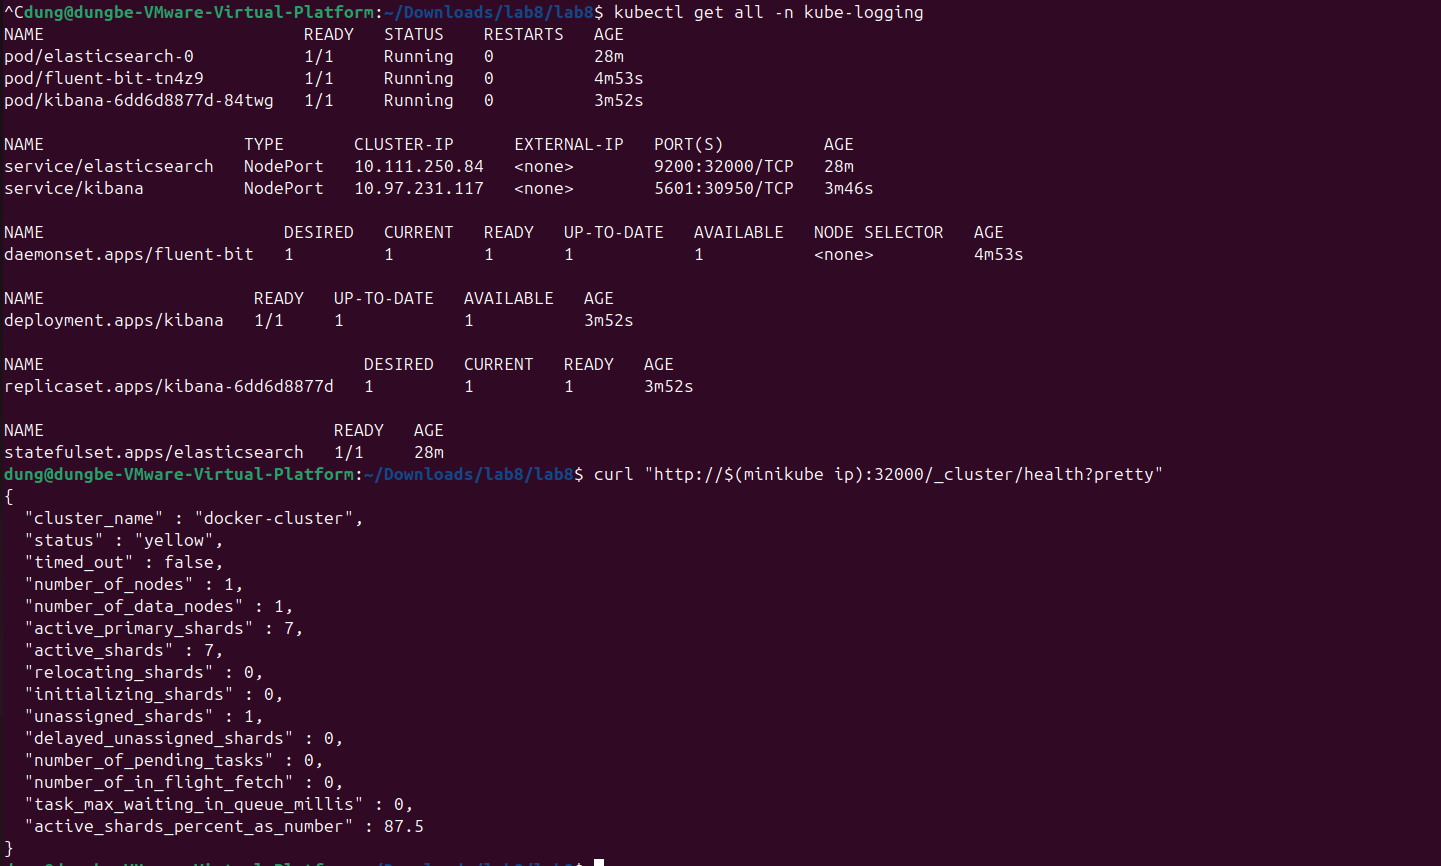 ^Cdung@dungbe-VMware-Virtual-Platform:~/Downloads/lab8/lab8$ kubectl get all -n kube-logging
NAME                          READY   STATUS    RESTARTS   AGE
pod/elasticsearch-0           1/1     Running   0          28m
pod/fluent-bit-tn4z9          1/1     Running   0          4m53s
pod/kibana-6dd6d8877d-84twg   1/1     Running   0          3m52s

NAME                    TYPE       CLUSTER-IP      EXTERNAL-IP   PORT(S)          AGE
service/elasticsearch   NodePort   10.111.250.84   <none>        9200:32000/TCP   28m
service/kibana          NodePort   10.97.231.117   <none>        5601:30950/TCP   3m46s

NAME                        DESIRED   CURRENT   READY   UP-TO-DATE   AVAILABLE   NODE SELECTOR   AGE
daemonset.apps/fluent-bit   1         1         1       1            1           <none>          4m53s

NAME                     READY   UP-TO-DATE   AVAILABLE   AGE
deployment.apps/kibana   1/1     1            1           3m52s

NAME                                DESIRED   CURRENT   READY   AGE
replicaset.apps/kibana-6dd6d8877d   1         1         1       3m52s

NAME                             READY   AGE
statefulset.apps/elasticsearch   1/1     28m
dung@dungbe-VMware-Virtual-Platform:~/Downloads/lab8/lab8$ curl "http://$(minikube ip):32000/_cluster/health?pretty"
{
  "cluster_name" : "docker-cluster",
  "status" : "yellow",
  "timed_out" : false,
  "number_of_nodes" : 1,
  "number_of_data_nodes" : 1,
  "active_primary_shards" : 7,
  "active_shards" : 7,
  "relocating_shards" : 0,
  "initializing_shards" : 0,
  "unassigned_shards" : 1,
  "delayed_unassigned_shards" : 0,
  "number_of_pending_tasks" : 0,
  "number_of_in_flight_fetch" : 0,
  "task_max_waiting_in_queue_millis" : 0,
  "active_shards_percent_as_number" : 87.5
}